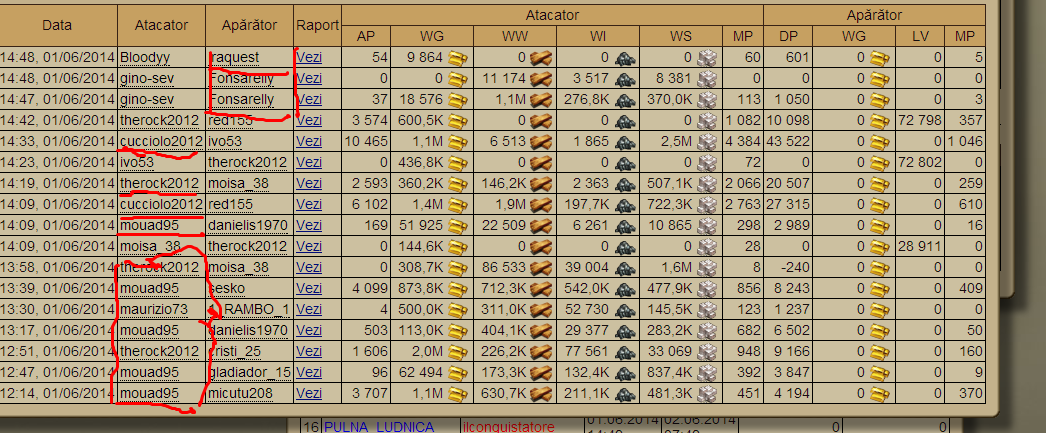 Data Atacator Apărător Raport Atacator Apărător
AP WG WW WI WS MP DP WG LV MP
14:48, 01/06/2014 Bloodyy raquest Vezi 54 9 864 0 0 0 60 601 0 0 5
14:48, 01/06/2014 gino-sev Fonsarelly Vezi 0 0 11 174 3 517 8 381 0 0 0 0 0
14:47, 01/06/2014 gino-sev Fonsarelly Vezi 37 18 576 1,1M 276,8K 370,0K 113 1 050 0 0 3
14:42, 01/06/2014 therock2012 red155 Vezi 3 574 600,5K 0 0 0 1 082 10 098 0 72 798 357
14:33, 01/06/2014 cucciolo2012 ivo53 Vezi 10 465 1,1M 6 513 1 865 2,5M 4 384 43 522 0 0 1 046
14:23, 01/06/2014 ivo53 therock2012 Vezi 0 436,8K 0 0 0 72 0 0 72 802 0
14:19, 01/06/2014 therock2012 moisa_38 Vezi 2 593 360,2K 146,2K 2 363 507,1K 2 066 20 507 0 0 259
14:09, 01/06/2014 cucciolo2012 red155 Vezi 6 102 1,4M 1,9M 197,7K 722,3K 2 763 27 315 0 0 610
14:09, 01/06/2014 mouad95 danielis1970 Vezi 169 51 925 22 509 6 261 10 865 298 2 989 0 0 16
14:09, 01/06/2014 moisa_38 therock2012 Vezi 0 144,6K 0 0 0 28 0 0 28 911 0
13:58, 01/06/2014 therock2012 moisa_38 Vezi 0 308,7K 86 533 39 004 1,6M 8 -240 0 0 0
13:39, 01/06/2014 mouad95 sesko Vezi 4 099 873,8K 712,3K 542,0K 477,9K 856 8 243 0 0 409
13:30, 01/06/2014 maurizio73 RAMBO_1 Vezi 4 500,0K 311,0K 52 730 145,5K 123 1 237 0 0 0
13:17, 01/06/2014 mouad95 danielis1970 Vezi 503 113,0K 404,1K 29 377 283,2K 682 6 502 0 0 50
12:51, 01/06/2014 therock2012 cristi_25 Vezi 1 606 2,0M 226,2K 77 561 33 069 948 9 166 0 0 160
12:47, 01/06/2014 mouad95 gladiador_15 Vezi 96 62 494 173,3K 132,4K 837,4K 392 3 847 0 0 9
12:14, 01/06/2014 mouad95 micutu208 Vezi 3 707 1,1M 630,7K 211,1K 481,3K 451 4 194 0 0 370
16 PULNA_LUDNICA ilconquistatore 01.06.2014 02.06.2014 0 0